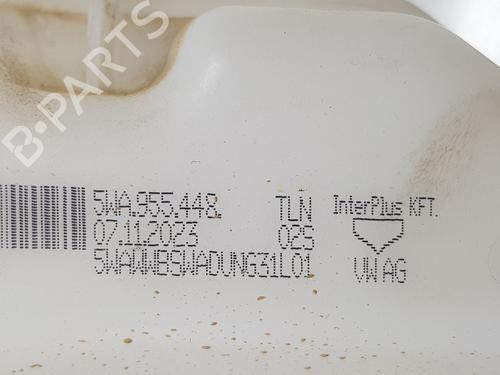 B-PARTS
5WA.955.448. TLN InterPlus KFT.
07.11.2023 02S
5WAWWBSWADUNG31L01 VW AG